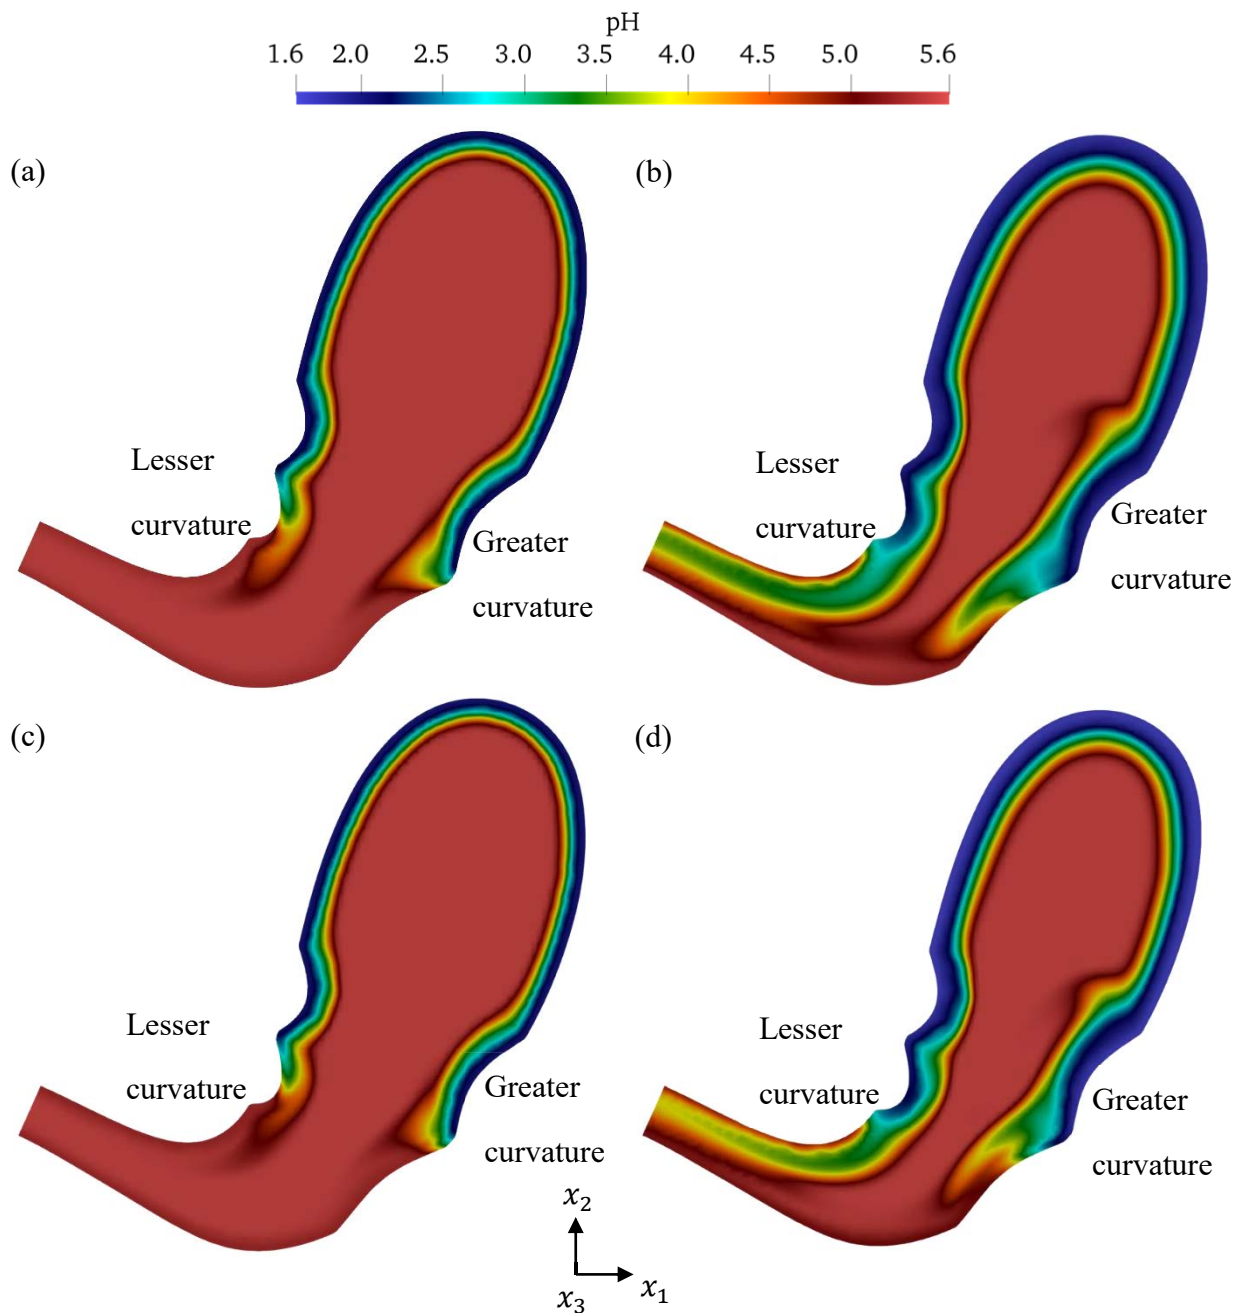 pH
1.6 2.0 2.5 3.0 3.5 4.0 4.5 5.0 5.6
(a)
Lesser
curvature
Greater
curvature
(b)
Lesser
curvature
Greater
curvature
(c)
Lesser
curvature
Greater
curvature
(d)
Lesser
curvature
Greater
curvature
x₂
x₁
x₃